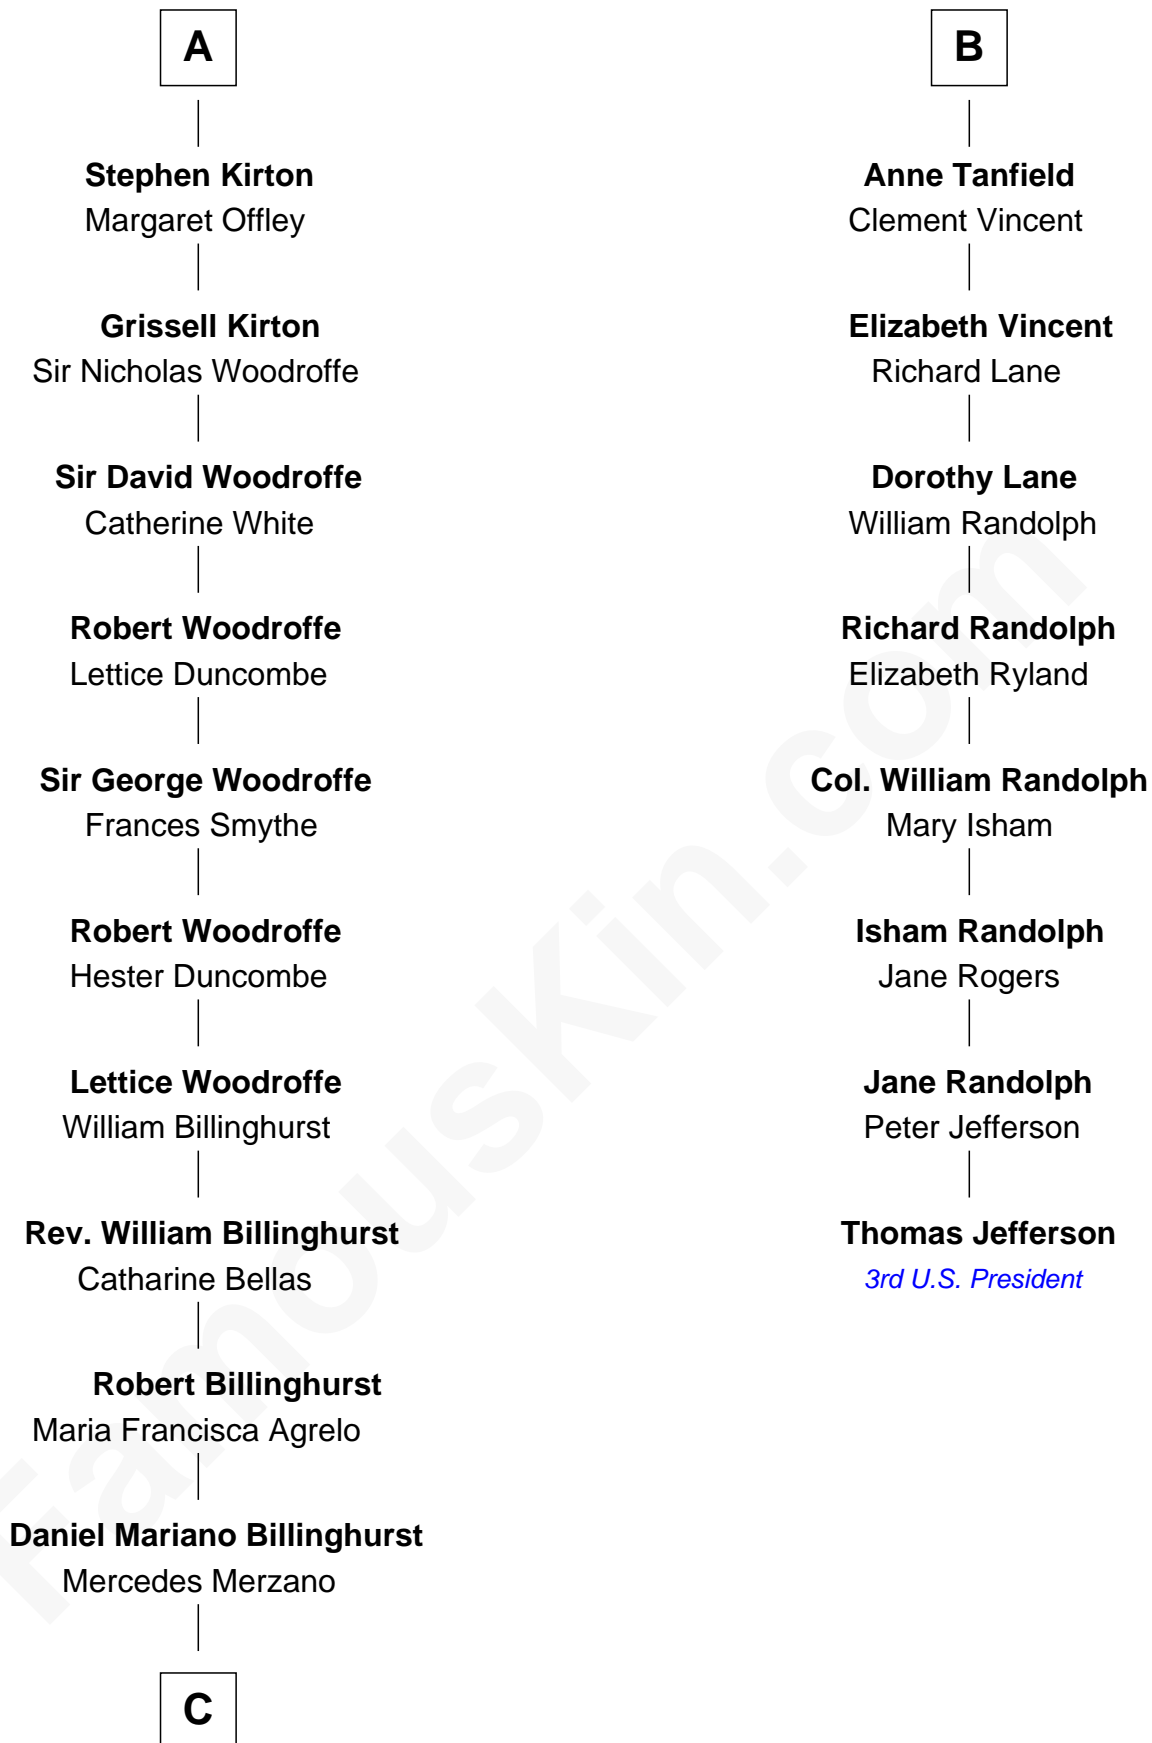 A
Stephen Kirton
Margaret Offley
Grissell Kirton
Sir Nicholas Woodroffe
Sir David Woodroffe
Catherine White
Robert Woodroffe
Lettice Duncombe
Sir George Woodroffe
Frances Smythe
Robert Woodroffe
Hester Duncombe
Lettice Woodroffe
William Billinghurst
Rev. William Billinghurst
Catharine Bellas
Robert Billinghurst
Maria Francisca Agrelo
Daniel Mariano Billinghurst
Mercedes Merzano
C
B
Anne Tanfield
Clement Vincent
Elizabeth Vincent
Richard Lane
Dorothy Lane
William Randolph
Richard Randolph
Elizabeth Ryland
Col. William Randolph
Mary Isham
Isham Randolph
Jane Rogers
Jane Randolph
Peter Jefferson
Thomas Jefferson
3rd U.S. President
FamousKin.com